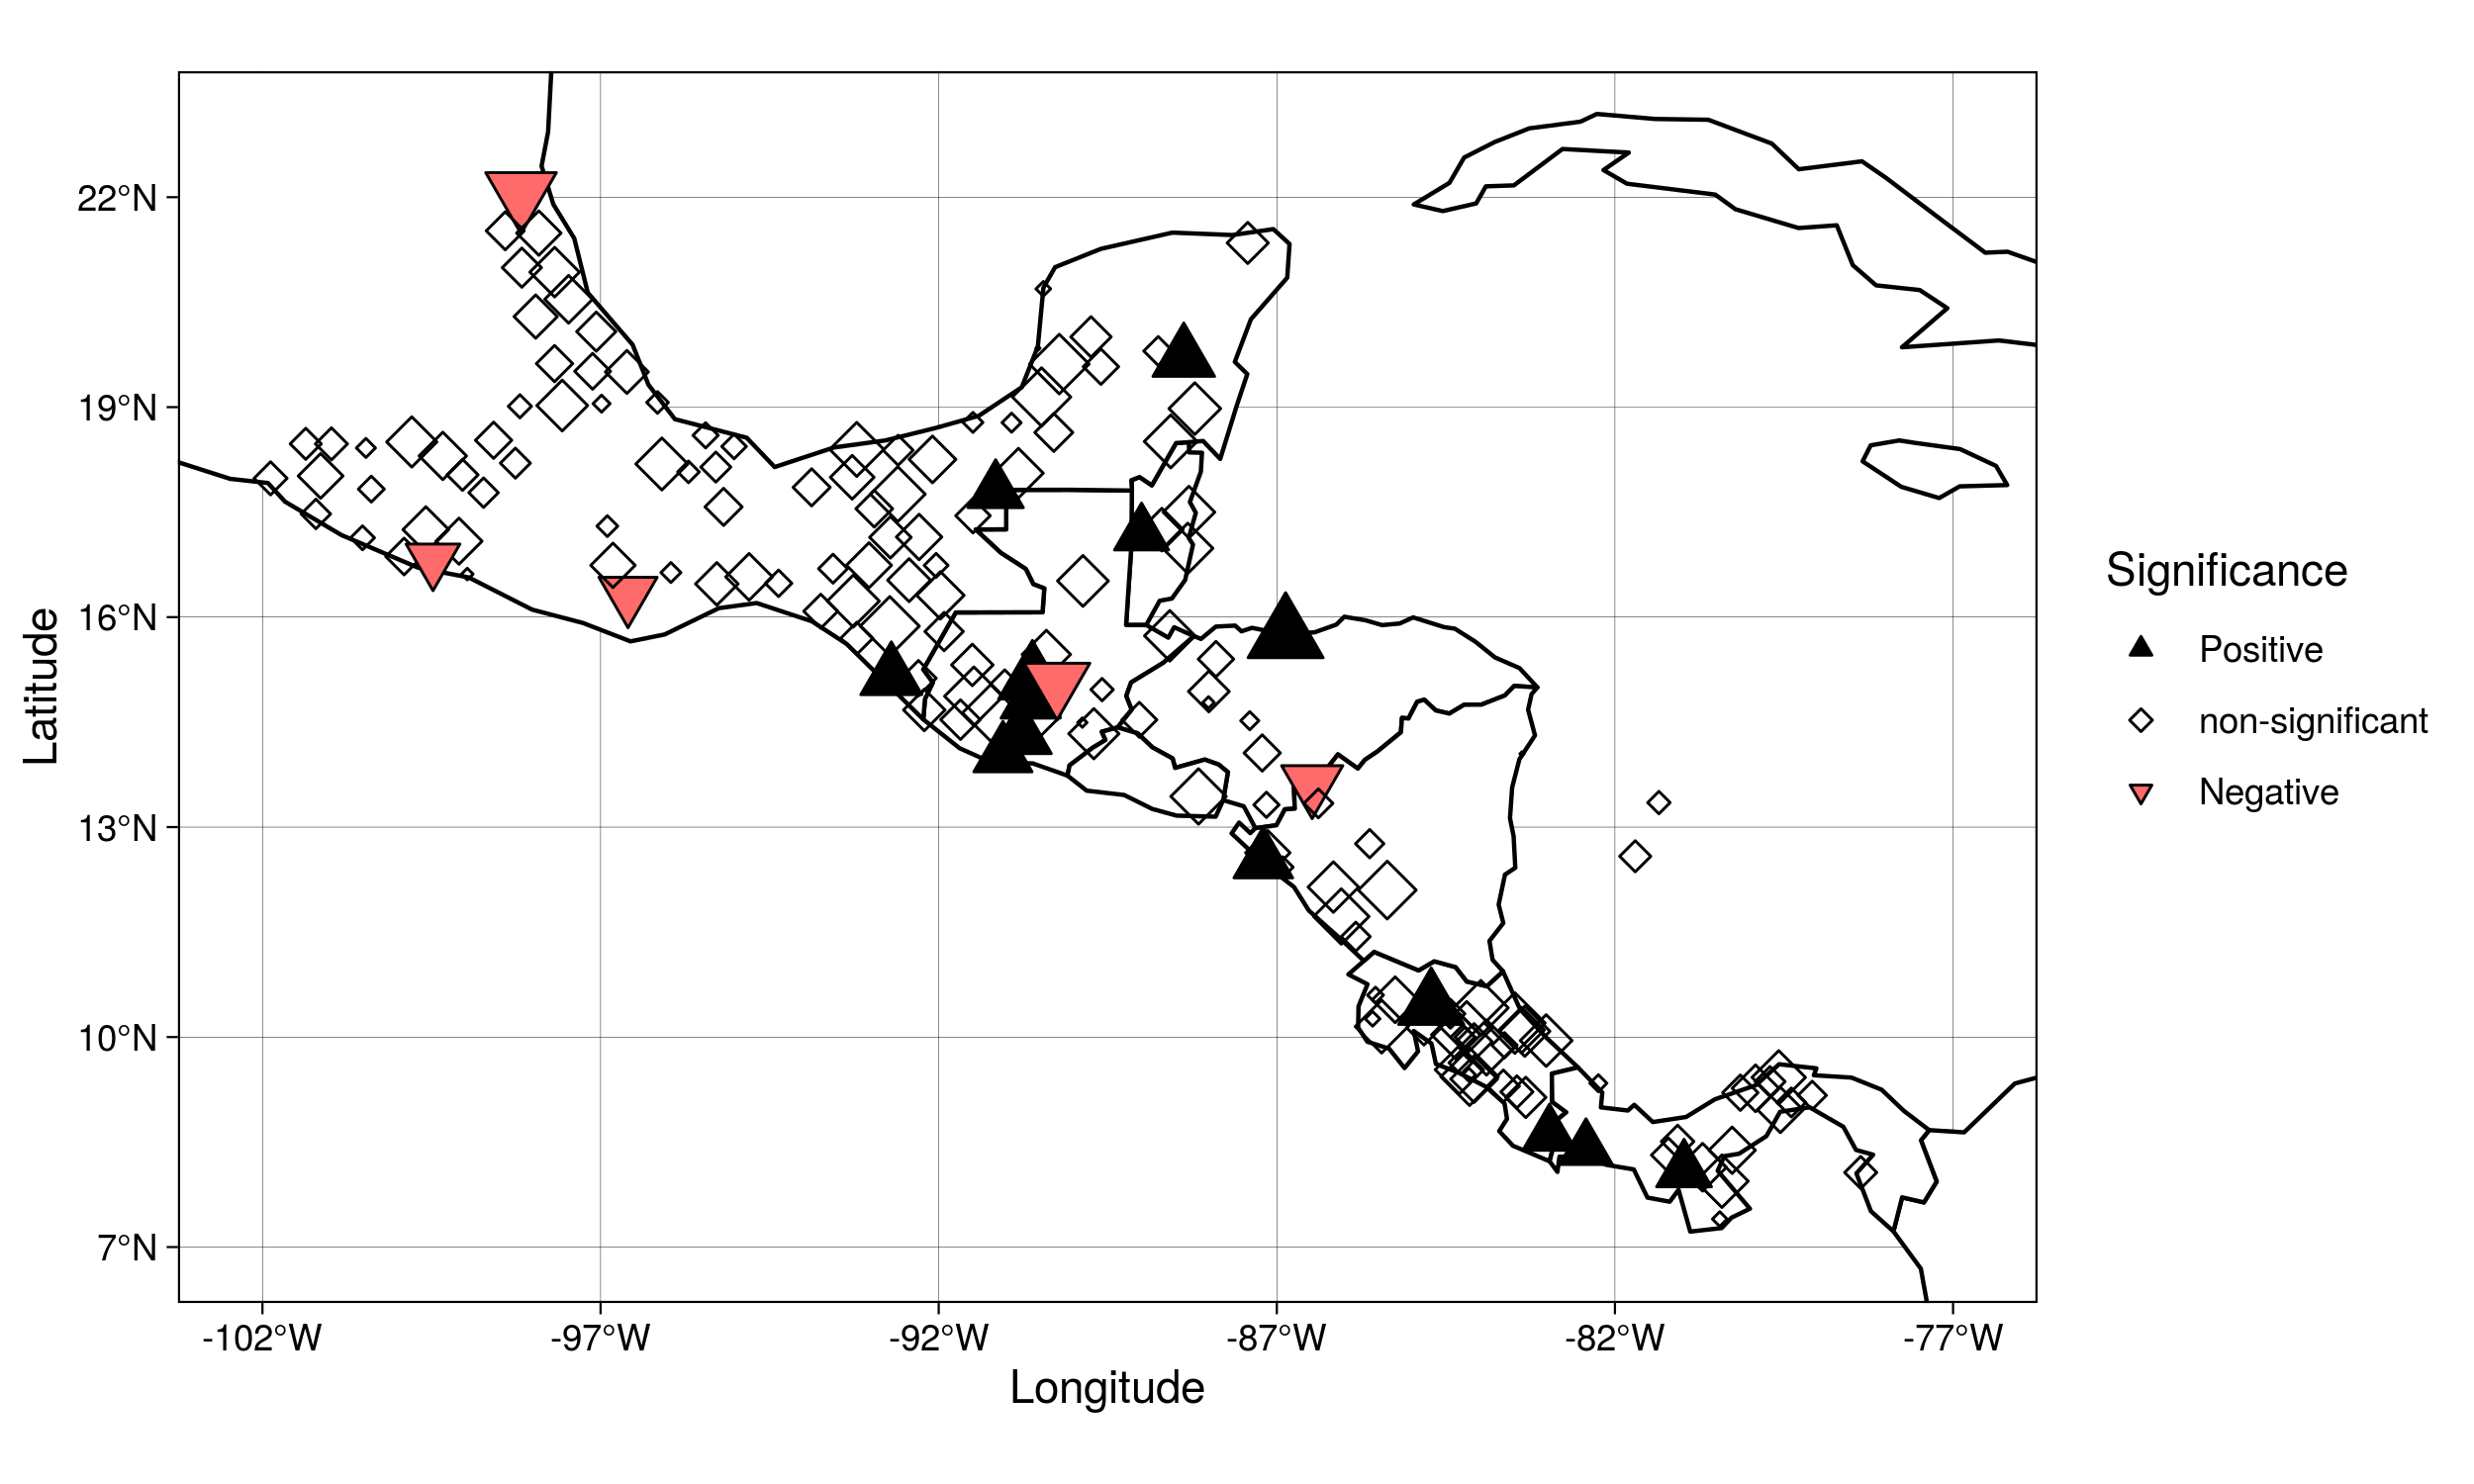 22°N
19°N
16°N
13°N
10°N
7°N
Latitude
-102°W -97°W -92°W -87°W -82°W -77°W
Longitude
Significance
Positive
non-significant
Negative